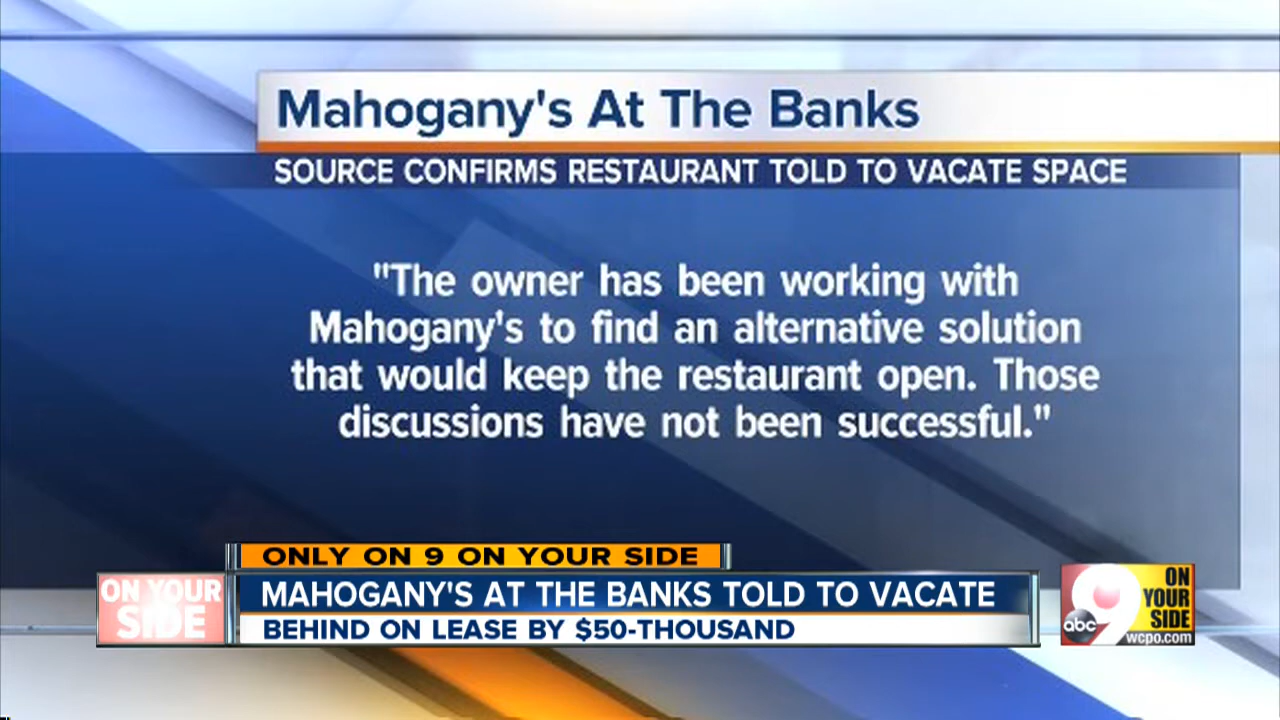 Mahogany's At The Banks
SOURCE CONFIRMS RESTAURANT TOLD TO VACATE SPACE
"The owner has been working with
Mahogany's to find an alternative solution
that would keep the restaurant open. Those
discussions have not been successful."
ONLY ON 9 ON YOUR SIDE
ON YOUR
SIDE
MAHOGANY'S AT THE BANKS TOLD TO VACATE
BEHIND ON LEASE BY $50-THOUSAND
abc 9
ON
YOUR
SIDE
wcpo.com